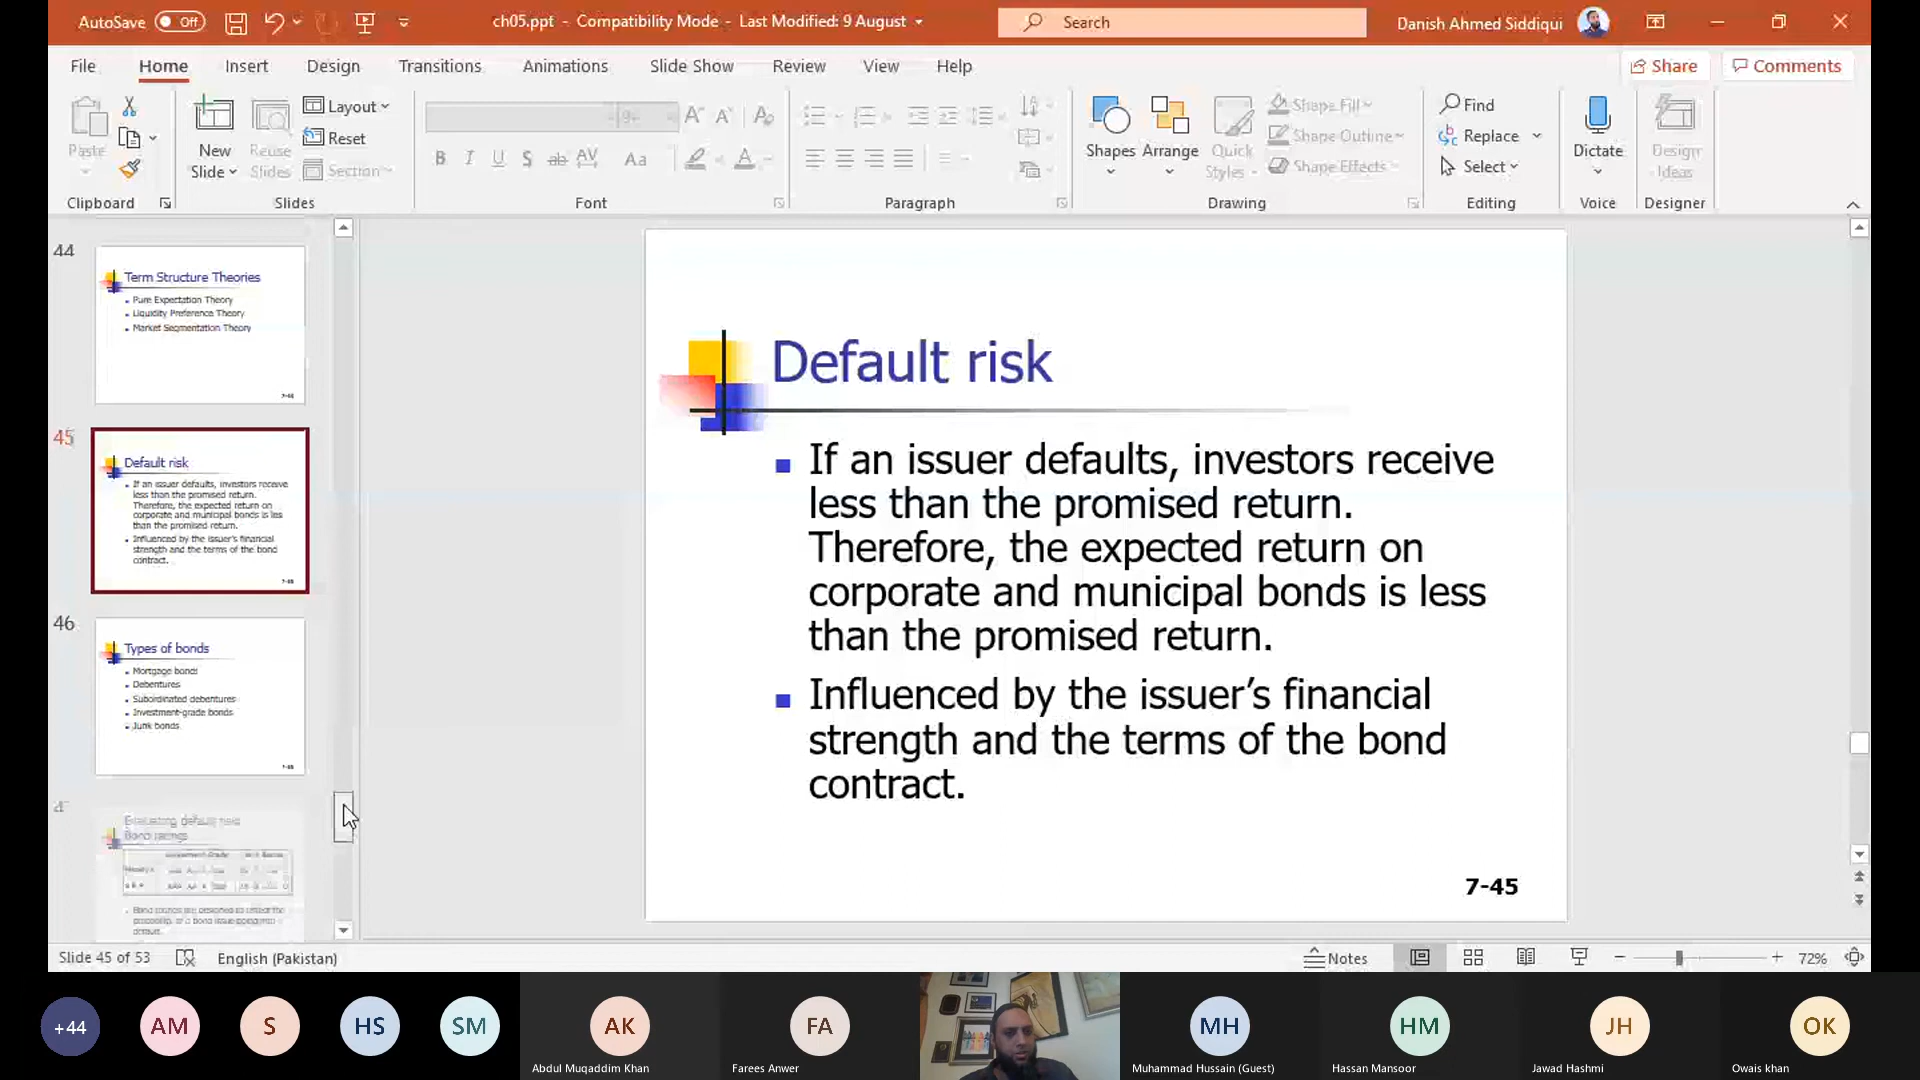 AutoSave Off
ch05.ppt - Compatibility Mode - Last Modified: 9 August
Search
Danish Ahmed Siddiqui
File Home Insert Design Transitions Animations Slide Show Review View Help
Share
Comments
Paste
New Slide
Reuse Slides
Layout
Reset
Section
Shapes
Arrange
Quick Styles
Shape Fill
Shape Outline
Shape Effects
Find
Replace
Select
Dictate
Design Ideas
Clipboard Slides Font Paragraph Drawing Editing Voice Designer
44
Term Structure Theories
Pure Expectation Theory
Liquidity Preference Theory
Market Segmentation Theory
45
Default risk
If an issuer defaults, investors receive
less than the promised return.
Therefore, the expected return on
corporate and municipal bonds is less
than the promised return.
Influenced by the issuer's financial
strength and the terms of the bond
contract.
46
Types of bonds
Mortgage bonds
Debentures
Subordinated debentures
Investment-grade bonds
Junk bonds
Evaluating default risk:
Bond ratings
Default risk
If an issuer defaults, investors receive
less than the promised return.
Therefore, the expected return on
corporate and municipal bonds is less
than the promised return.
Influenced by the issuer's financial
strength and the terms of the bond
contract.
7-45
Slide 45 of 53 English (Pakistan)
Notes
72%
+44 AM S HS SM AK FA MH HM JH OK
Abdul Muqaddim Khan
Farees Anwer
Muhammad Hussain (Guest)
Hassan Mansoor
Jawad Hashmi
Owais khan